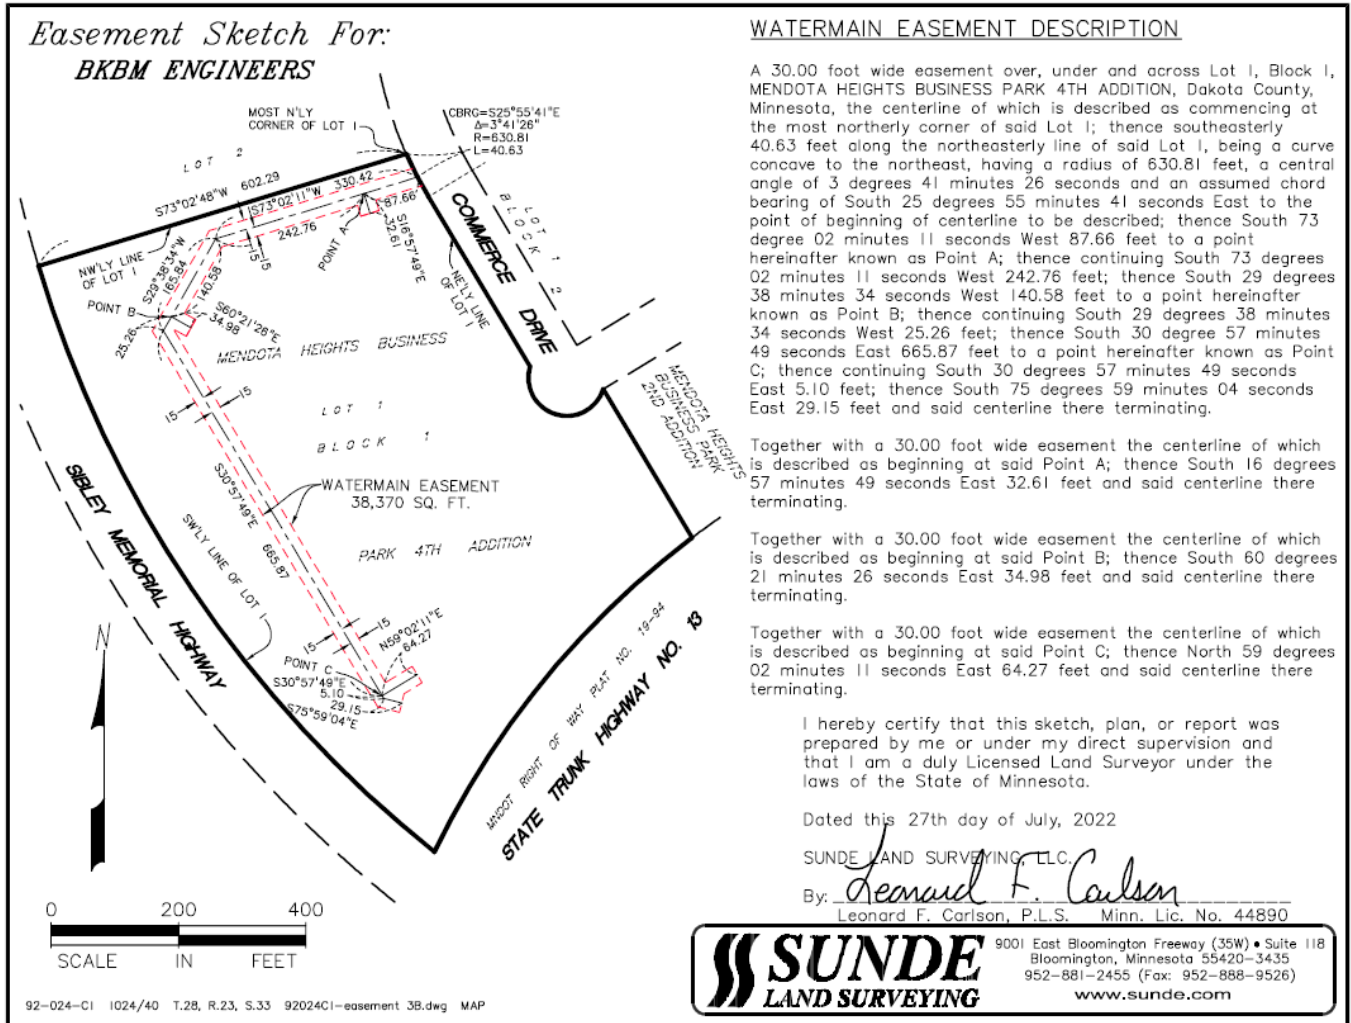 Easement Sketch For:
BKBM ENGINEERS
MOST N'LY
CORNER OF LOT 1
CBRG=S25°55'41"E
Δ=3°41'26"
R=630.81
L=40.63
LOT 2
S73°02'48"W 602.29
S73°02'11"W 330.42
87.66
242.76
15
15
POINT A
32.61
S16°57'49"E
COMMERCE DRIVE
LOT 1
BLOCK 1
BLOCK 2
NE'LY LINE
OF LOT 1
NW'LY LINE
OF LOT 1
S29°38'34"W
165.84
140.58
POINT B
S60°21'26"E
34.98
25.26
MENDOTA HEIGHTS BUSINESS
15
15
LOT 1
BLOCK 1
MENDOTA HEIGHTS
BUSINESS PARK
2ND ADDITION
WATERMAIN EASEMENT
38,370 SQ. FT.
S30°57'49"E
665.87
SW'LY LINE OF LOT 1
PARK 4TH ADDITION
SIBLEY MEMORIAL HIGHWAY
15
15
N59°02'11"E
64.27
POINT C
S30°57'49"E
5.10
29.15
S75°59'04"E
MNDOT RIGHT OF WAY PLAT NO. 19-94
STATE TRUNK HIGHWAY NO. 13
N
0 200 400
SCALE IN FEET
92-024-C1 1024/40 T.28, R.23, S.33 92024C1-easement 3B.dwg MAP
WATERMAIN EASEMENT DESCRIPTION
A 30.00 foot wide easement over, under and across Lot 1, Block 1,
MENDOTA HEIGHTS BUSINESS PARK 4TH ADDITION, Dakota County,
Minnesota, the centerline of which is described as commencing at
the most northerly corner of said Lot 1; thence southeasterly
40.63 feet along the northeasterly line of said Lot 1, being a curve
concave to the northeast, having a radius of 630.81 feet, a central
angle of 3 degrees 41 minutes 26 seconds and an assumed chord
bearing of South 25 degrees 55 minutes 41 seconds East to the
point of beginning of centerline to be described; thence South 73
degree 02 minutes 11 seconds West 87.66 feet to a point
hereinafter known as Point A; thence continuing South 73 degrees
02 minutes 11 seconds West 242.76 feet; thence South 29 degrees
38 minutes 34 seconds West 140.58 feet to a point hereinafter
known as Point B; thence continuing South 29 degrees 38 minutes
34 seconds West 25.26 feet; thence South 30 degree 57 minutes
49 seconds East 665.87 feet to a point hereinafter known as Point
C; thence continuing South 30 degrees 57 minutes 49 seconds
East 5.10 feet; thence South 75 degrees 59 minutes 04 seconds
East 29.15 feet and said centerline there terminating.
Together with a 30.00 foot wide easement the centerline of which
is described as beginning at said Point A; thence South 16 degrees
57 minutes 49 seconds East 32.61 feet and said centerline there
terminating.
Together with a 30.00 foot wide easement the centerline of which
is described as beginning at said Point B; thence South 60 degrees
21 minutes 26 seconds East 34.98 feet and said centerline there
terminating.
Together with a 30.00 foot wide easement the centerline of which
is described as beginning at said Point C; thence North 59 degrees
02 minutes 11 seconds East 64.27 feet and said centerline there
terminating.
I hereby certify that this sketch, plan, or report was
prepared by me or under my direct supervision and
that I am a duly Licensed Land Surveyor under the
laws of the State of Minnesota.
Dated this 27th day of July, 2022
SUNDE LAND SURVEYING, LLC.
By: Leonard F. Carlson
Leonard F. Carlson, P.L.S. Minn. Lic. No. 44890
SUNDE
LAND SURVEYING
9001 East Bloomington Freeway (35W) • Suite 118
Bloomington, Minnesota 55420-3435
952-881-2455 (Fax: 952-888-9526)
www.sunde.com